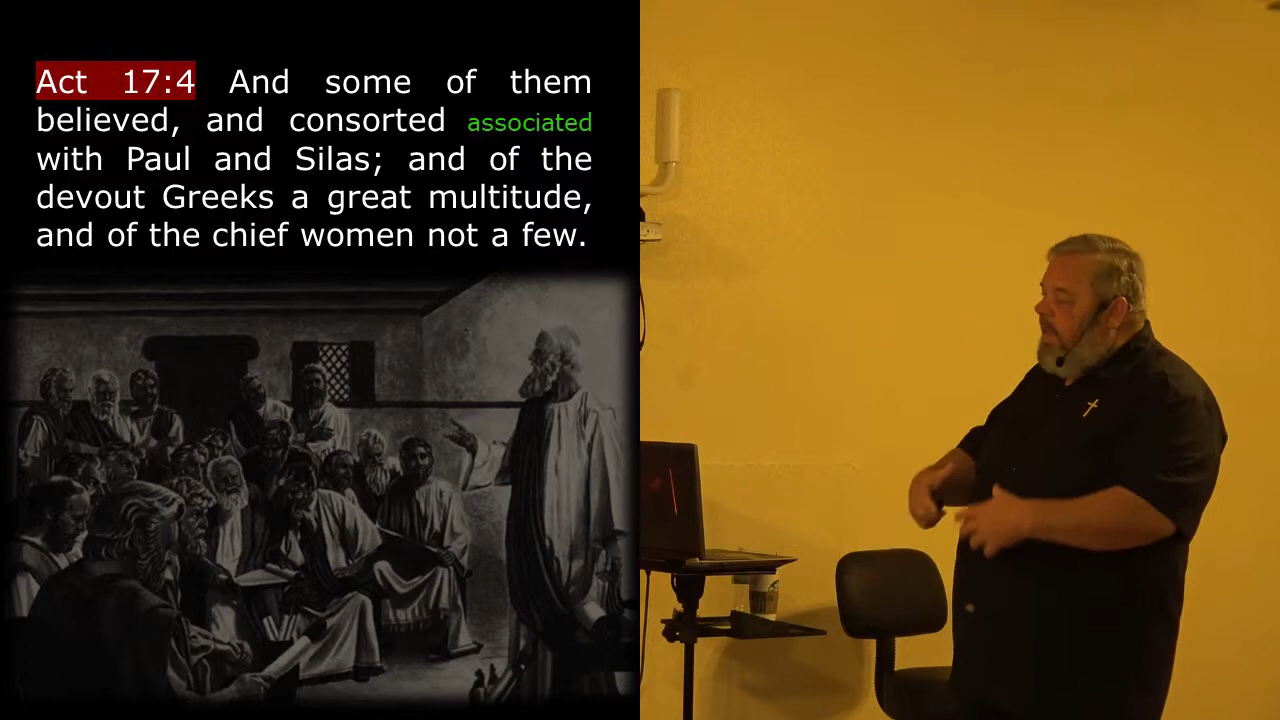 Act 17:4 And some of them
believed, and consorted associated
with Paul and Silas; and of the
devout Greeks a great multitude,
and of the chief women not a few.